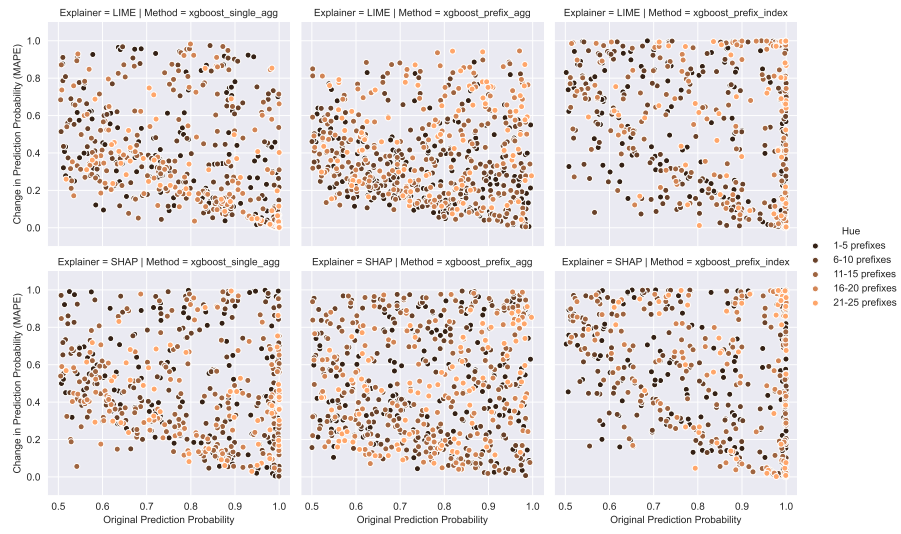 Explainer = LIME | Method = xgboost_single_agg
Explainer = LIME | Method = xgboost_prefix_agg
Explainer = LIME | Method = xgboost_prefix_index
Change in Prediction Probability (MAPE)
1.0
0.8
0.6
0.4
0.2
0.0
Explainer = SHAP | Method = xgboost_single_agg
Explainer = SHAP | Method = xgboost_prefix_agg
Explainer = SHAP | Method = xgboost_prefix_index
Change in Prediction Probability (MAPE)
1.0
0.8
0.6
0.4
0.2
0.0
0.5 0.6 0.7 0.8 0.9 1.0
Original Prediction Probability
0.5 0.6 0.7 0.8 0.9 1.0
Original Prediction Probability
0.5 0.6 0.7 0.8 0.9 1.0
Original Prediction Probability
Hue
1-5 prefixes
6-10 prefixes
11-15 prefixes
16-20 prefixes
21-25 prefixes